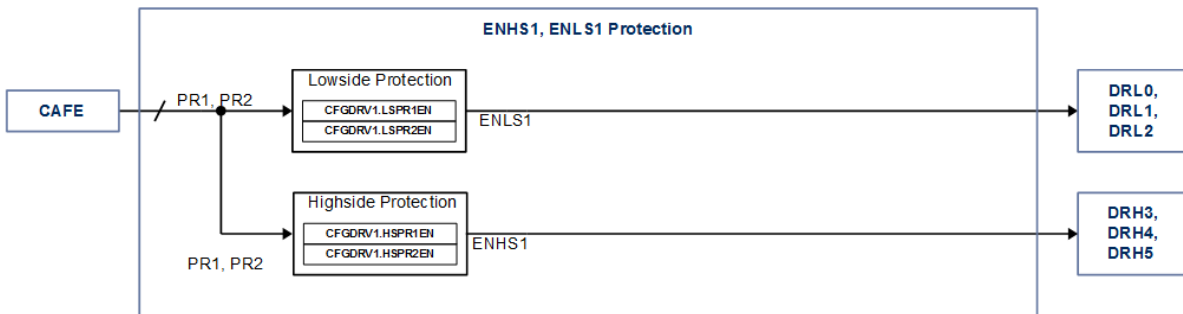 ENHS1, ENLS1 Protection
CAFE
PR1, PR2
Lowside Protection
CFGDRV1.LSPR1EN
CFGDRV1.LSPR2EN
ENLS1
DRL0,
DRL1,
DRL2
Highside Protection
CFGDRV1.HSPR1EN
CFGDRV1.HSPR2EN
PR1, PR2
ENHS1
DRH3,
DRH4,
DRH5